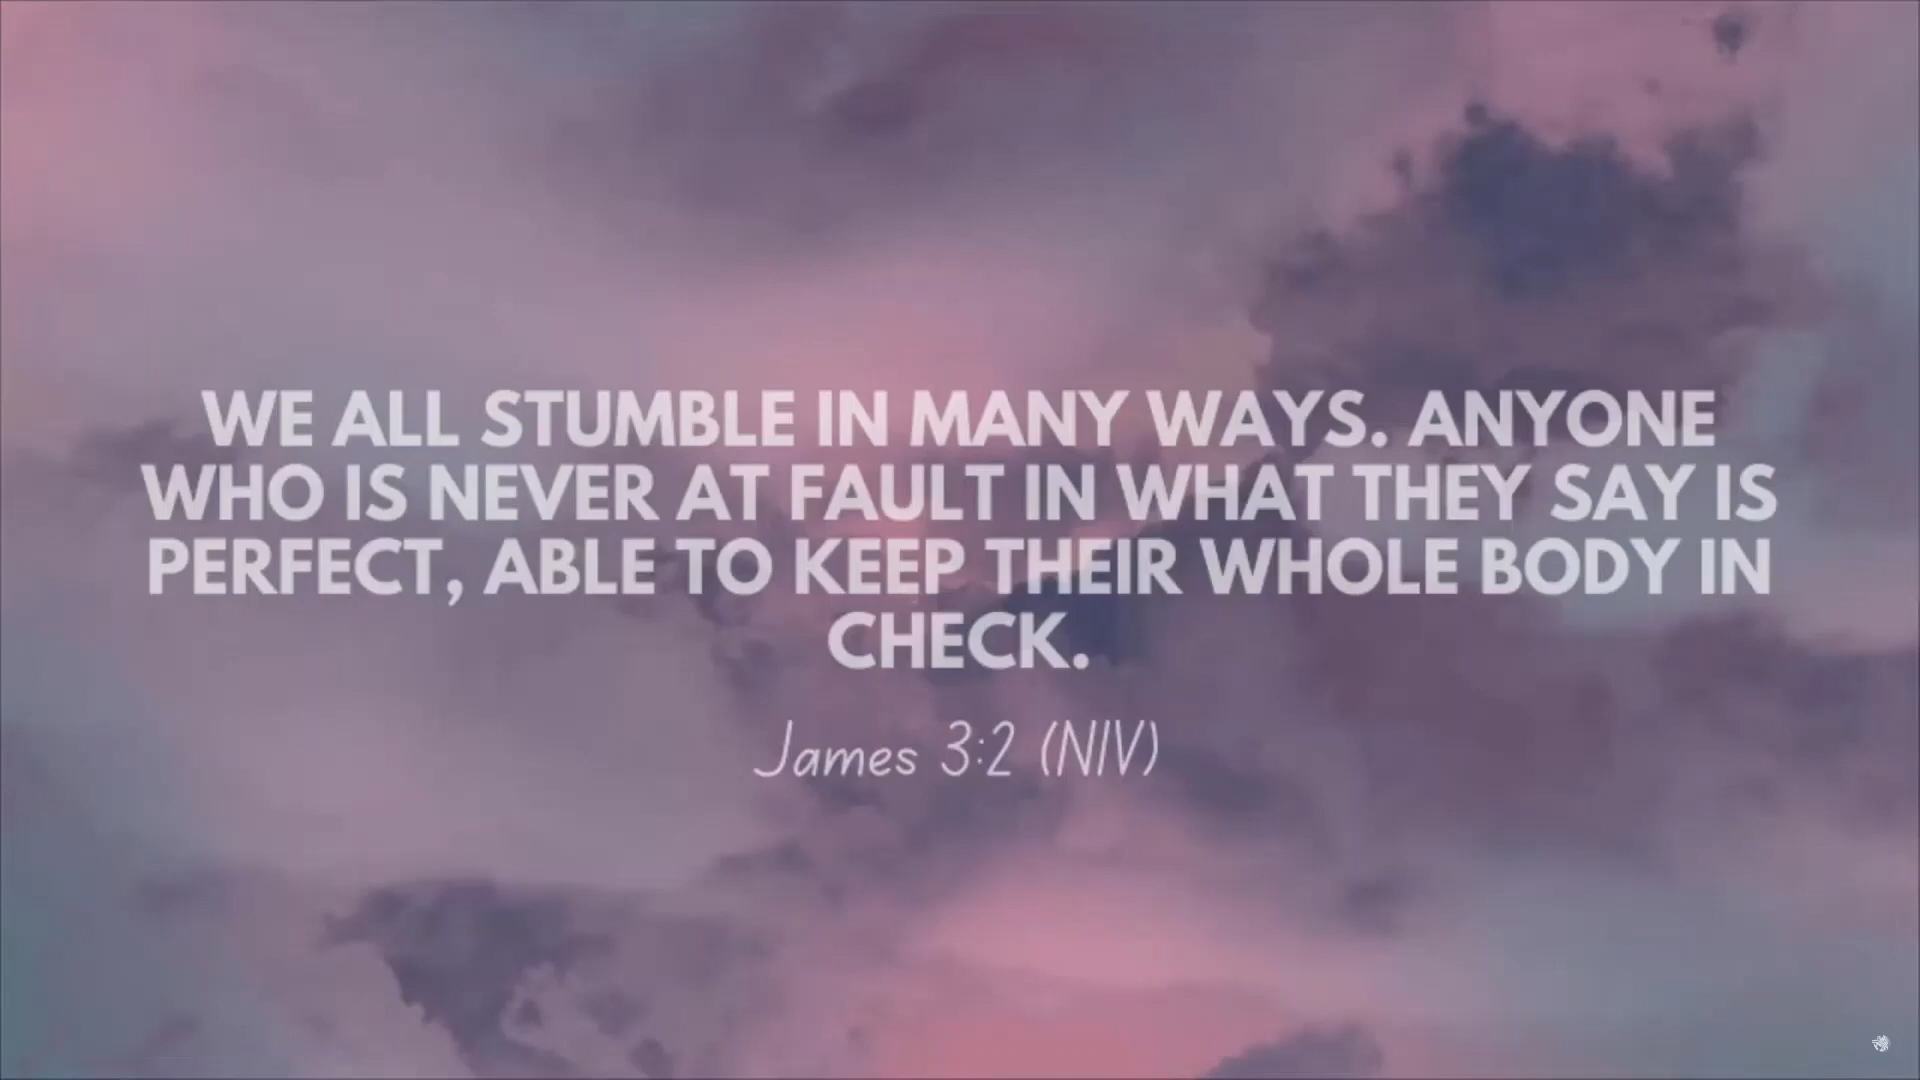 WE ALL STUMBLE IN MANY WAYS. ANYONE
WHO IS NEVER AT FAULT IN WHAT THEY SAY IS
PERFECT, ABLE TO KEEP THEIR WHOLE BODY IN
CHECK.
James 3:2 (NIV)